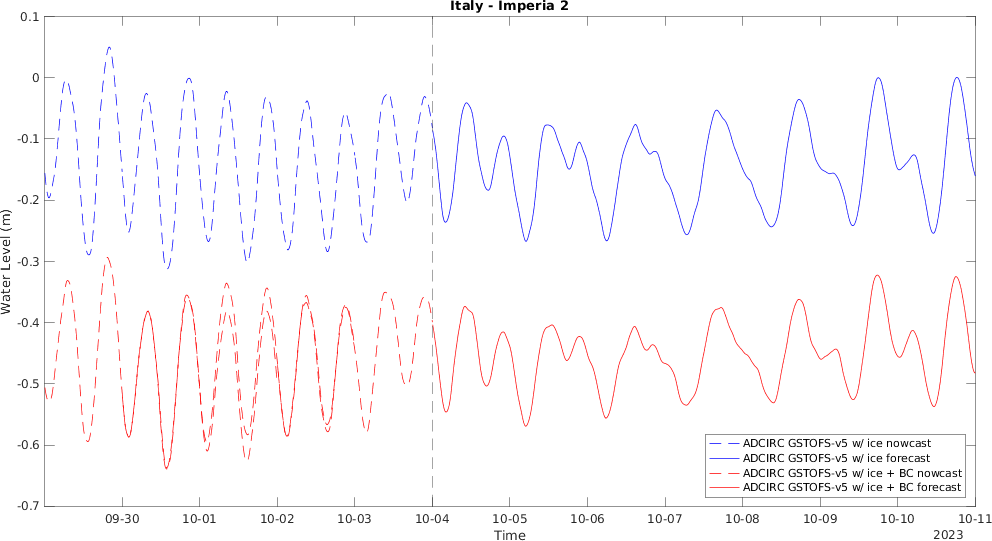 Italy - Imperia 2
0.1
0
-0.1
-0.2
-0.3
-0.4
-0.5
-0.6
-0.7
Water Level (m)
09-30 10-01 10-02 10-03 10-04 10-05 10-06 10-07 10-08 10-09 10-10 10-11
Time
2023
ADCIRC GSTOFS-v5 w/ ice nowcast
ADCIRC GSTOFS-v5 w/ ice forecast
ADCIRC GSTOFS-v5 w/ ice + BC nowcast
ADCIRC GSTOFS-v5 w/ ice + BC forecast